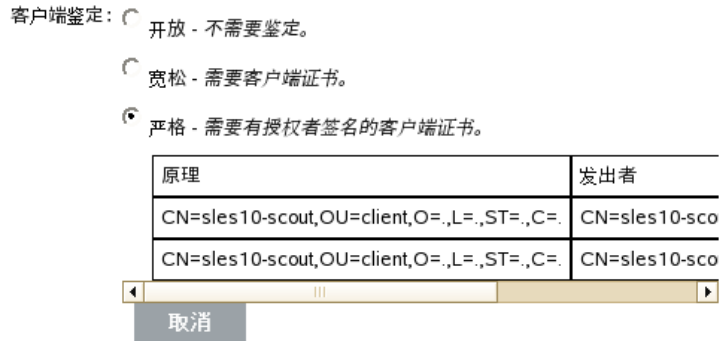 客户端鉴定: 开放 - 不需要鉴定。
宽松 - 需要客户端证书。
严格 - 需要有授权者签名的客户端证书。
原理 发出者
CN=sles10-scout,OU=client,O=.,L=.,ST=.,C=. CN=sles10-sco
CN=sles10-scout,OU=client,O=.,L=.,ST=.,C=. CN=sles10-sco
取消